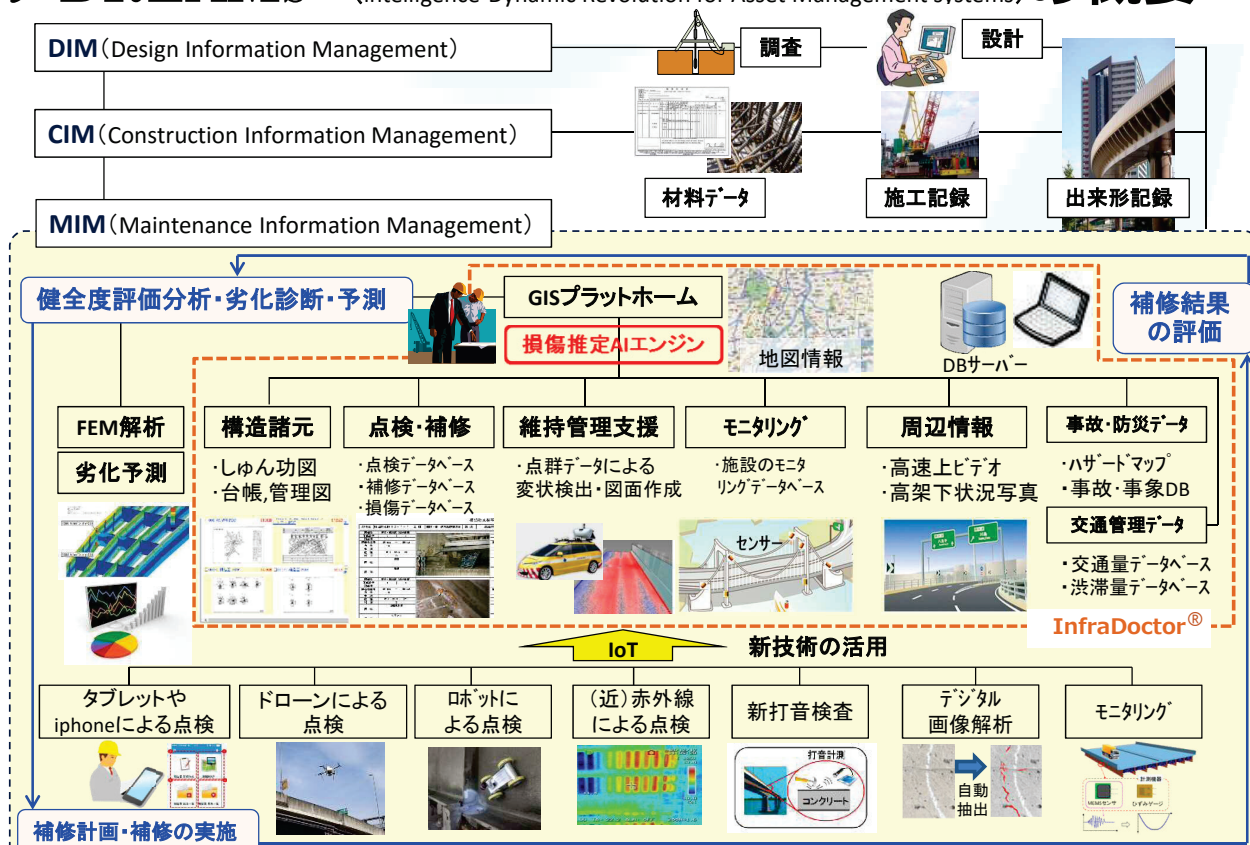 (Intelligence-Dynamic Revolution for Asset Management systems)の概要
DIM（Design Information Management）
調査
設計
CIM（Construction Information Management）
材料ﾃﾞｰﾀ
施工記録
出来形記録
MIM（Maintenance Information Management）
健全度評価分析・劣化診断・予測
GISプラットホーム
損傷推定AIエンジン
地図情報
DBｻｰﾊﾞｰ
補修結果
の評価
FEM解析
劣化予測
構造諸元
・しゅん功図
・台帳,管理図
点検・補修
・点検ﾃﾞｰﾀﾍﾞｰｽ
・補修ﾃﾞｰﾀﾍﾞｰｽ
・損傷ﾃﾞｰﾀﾍﾞｰｽ
維持管理支援
・点群ﾃﾞｰﾀによる
変状検出・図面作成
ﾓﾆﾀﾘﾝｸﾞ
・施設のﾓﾆﾀ
ﾘﾝｸﾞﾃﾞｰﾀﾍﾞｰｽ
センサー
周辺情報
・高速上ﾋﾞﾃﾞｵ
・高架下状況写真
事故・防災ﾃﾞｰﾀ
・ﾊｻﾞｰﾄﾞﾏｯﾌﾟ
・事故・事象DB
交通管理ﾃﾞｰﾀ
・交通量ﾃﾞｰﾀﾍﾞｰｽ
・渋滞量ﾃﾞｰﾀﾍﾞｰｽ
InfraDoctor®
IoT
新技術の活用
タブレットや
iphoneによる点検
ドローンによる
点検
ﾛﾎﾞｯﾄに
よる点検
(近)赤外線
による点検
新打音検査
打音計測
コンクリート
ﾃﾞｼﾞﾀﾙ
画像解析
自動
抽出
ﾓﾆﾀﾘﾝｸﾞ
計測機器
MEMSセンサ
ひずみゲージ
補修計画・補修の実施